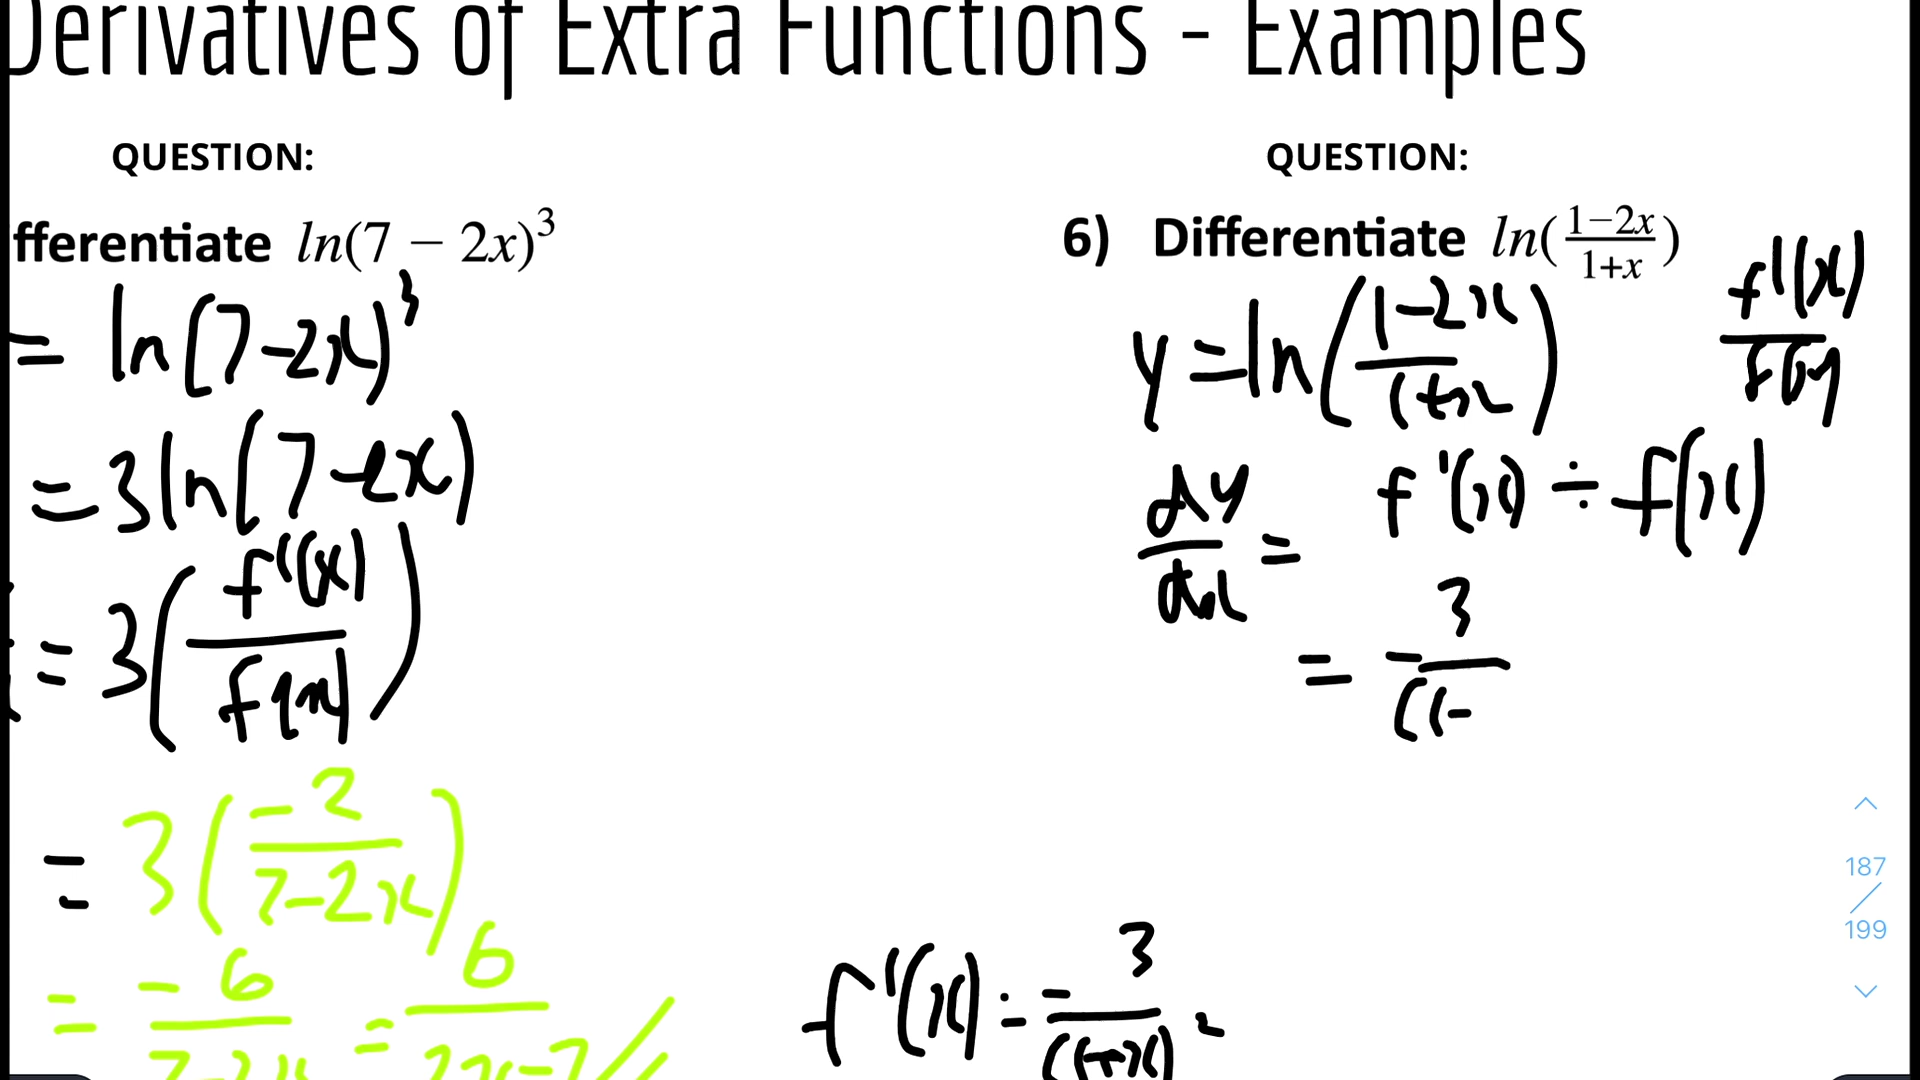 Derivatives of Extra Functions - Examples
QUESTION:
fferentiate ln(7 − 2x)³
= ln(7-2x)³
= 3ln(7-2x)
= 3(f'(x)/f(x))
= 3(-2/7-2x)
= -6/7-2x = 6/2x-7
QUESTION:
6) Differentiate ln(1−2x/1+x)
y = ln(1-2x/1+x)
f'(x)/f(x)
dy/dx = f'(x) ÷ f(x)
= -3/(1-
f'(x) = -3/(1+x)²
187
199